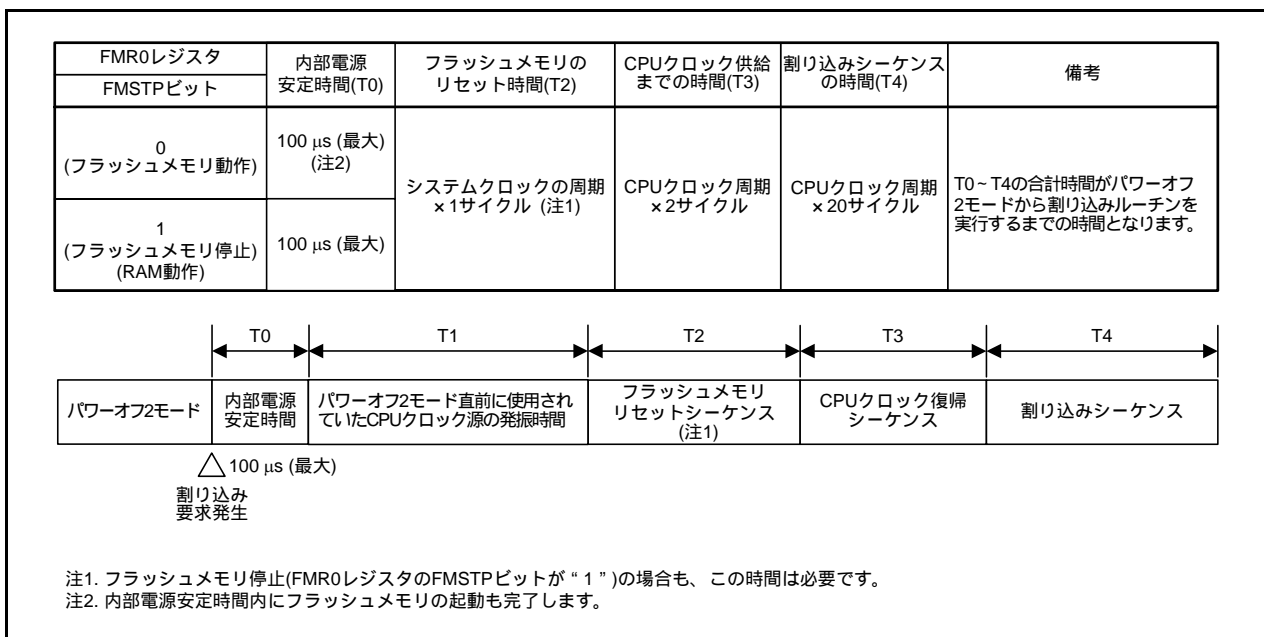 FMR0レジスタ
FMSTPビット
内部電源
安定時間(T0)
フラッシュメモリの
リセット時間(T2)
CPUクロック供給
までの時間(T3)
割り込みシーケンス
の時間(T4)
備考
0
(フラッシュメモリ動作)
100 μs (最大)
(注2)
システムクロックの周期
×1サイクル (注1)
CPUクロック周期
×2サイクル
CPUクロック周期
×20サイクル
T0~T4の合計時間がパワーオフ
2モードから割り込みルーチンを
実行するまでの時間となります。
1
(フラッシュメモリ停止)
(RAM動作)
100 μs (最大)
T0
T1
T2
T3
T4
パワーオフ2モード
内部電源
安定時間
パワーオフ2モード直前に使用され
ていたCPUクロック源の発振時間
フラッシュメモリ
リセットシーケンス
(注1)
CPUクロック復帰
シーケンス
割り込みシーケンス
100 μs (最大)
割り込み
要求発生
注1. フラッシュメモリ停止(FMR0レジスタのFMSTPビットが“1”)の場合も、この時間は必要です。
注2. 内部電源安定時間内にフラッシュメモリの起動も完了します。